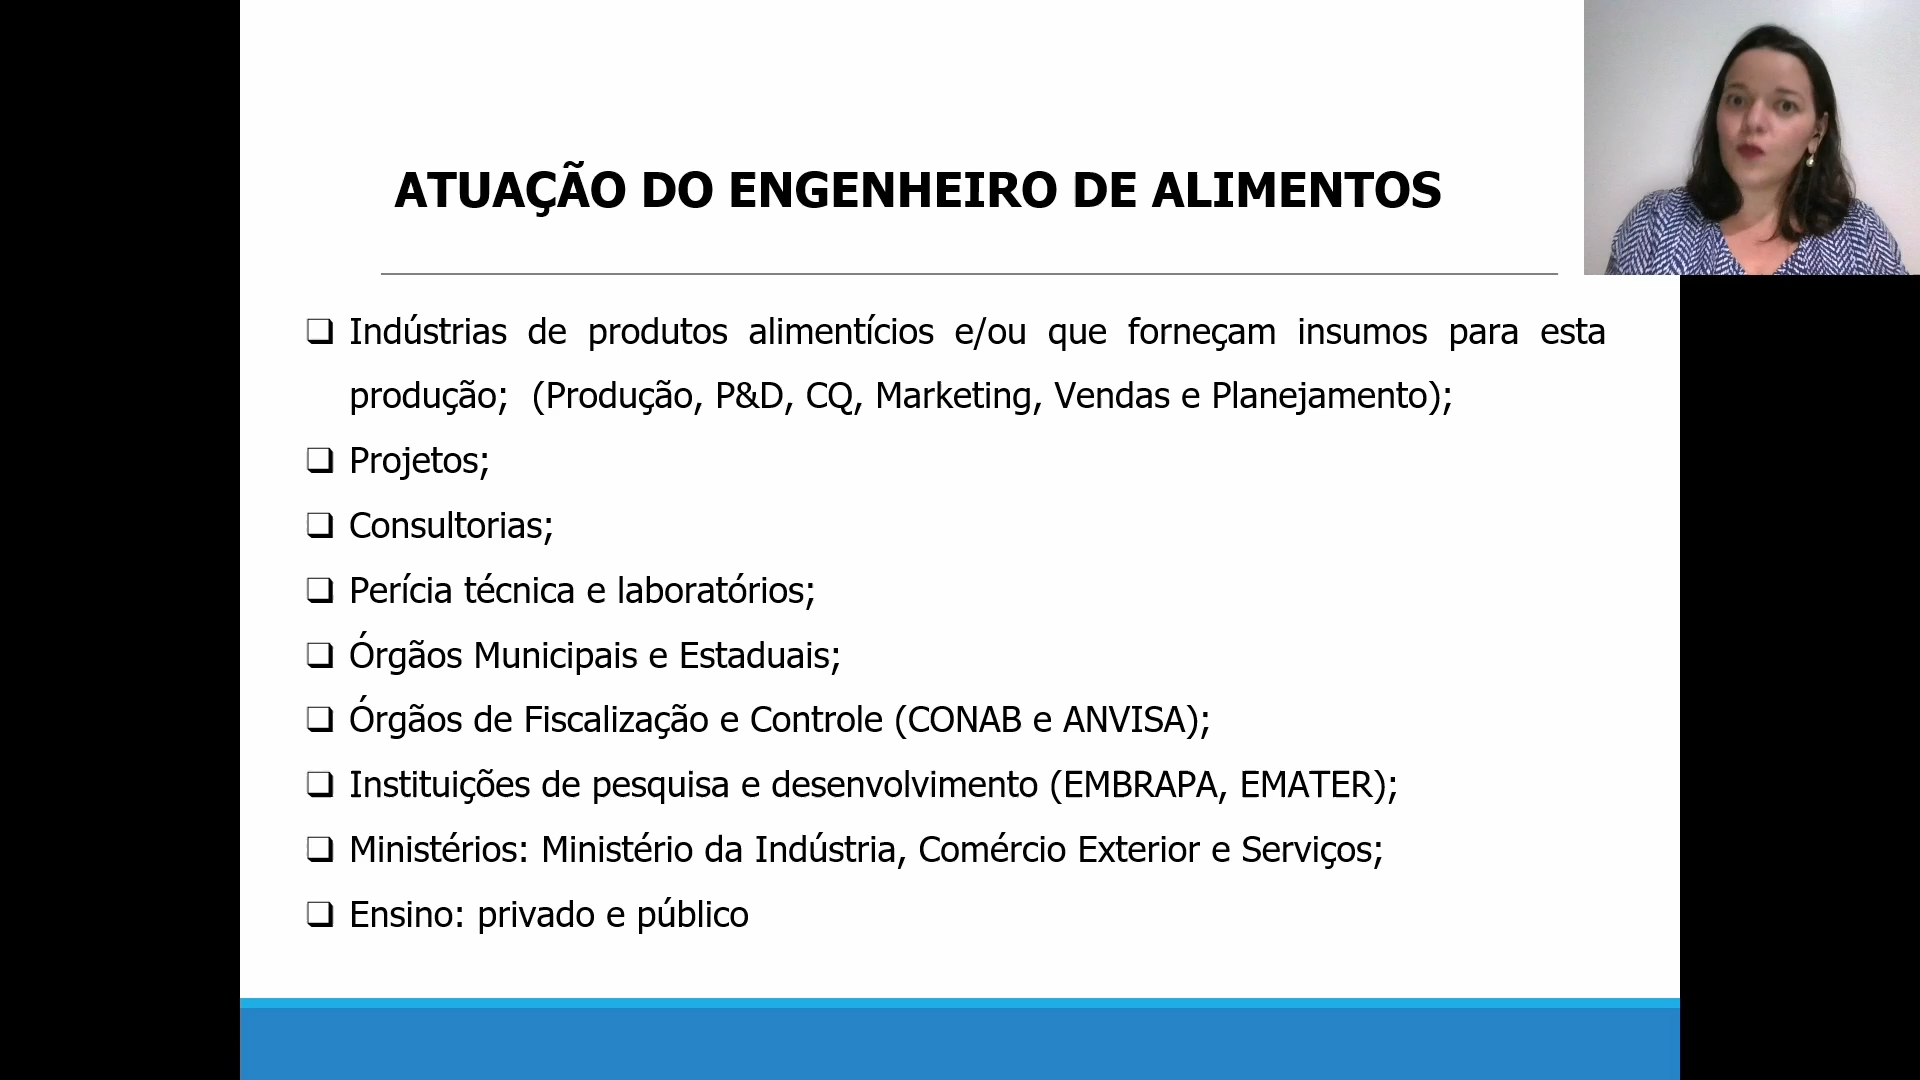 ATUAÇÃO DO ENGENHEIRO DE ALIMENTOS
❑ Indústrias de produtos alimentícios e/ou que forneçam insumos para esta
produção; (Produção, P&D, CQ, Marketing, Vendas e Planejamento);
❑ Projetos;
❑ Consultorias;
❑ Perícia técnica e laboratórios;
❑ Órgãos Municipais e Estaduais;
❑ Órgãos de Fiscalização e Controle (CONAB e ANVISA);
❑ Instituições de pesquisa e desenvolvimento (EMBRAPA, EMATER);
❑ Ministérios: Ministério da Indústria, Comércio Exterior e Serviços;
❑ Ensino: privado e público